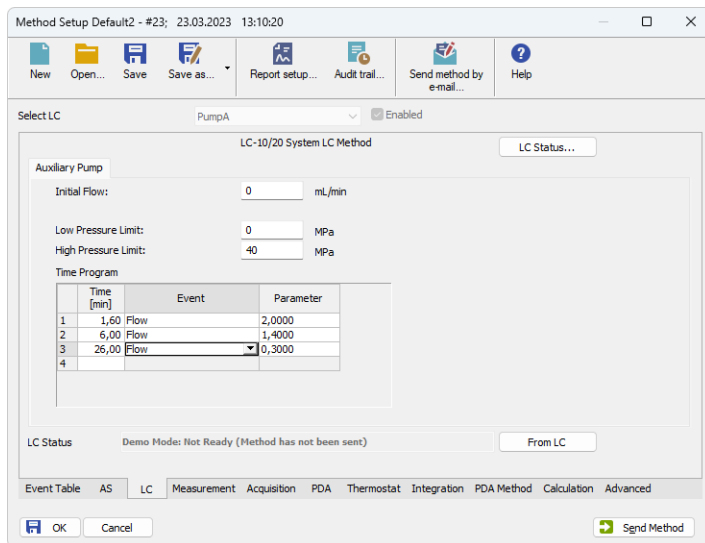 Method Setup Default2 - #23;  23.03.2023  13:10:20
New Open... Save Save as... Report setup... Audit trail... Send method by e-mail... Help
Select LC PumpA Enabled
LC-10/20 System LC Method LC Status...
Auxiliary Pump
Initial Flow: 0 mL/min
Low Pressure Limit: 0 MPa
High Pressure Limit: 40 MPa
Time Program
Time [min] Event Parameter
1 1,60 Flow 2,0000
2 6,00 Flow 1,4000
3 26,00 Flow 0,3000
4
LC Status Demo Mode: Not Ready (Method has not been sent) From LC
Event Table AS LC Measurement Acquisition PDA Thermostat Integration PDA Method Calculation Advanced
OK Cancel Send Method